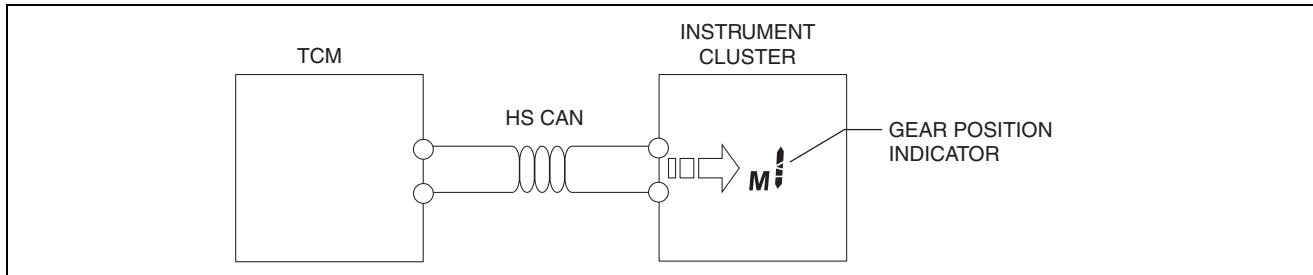 TCM
INSTRUMENT
CLUSTER
HS CAN
GEAR POSITION
INDICATOR
M